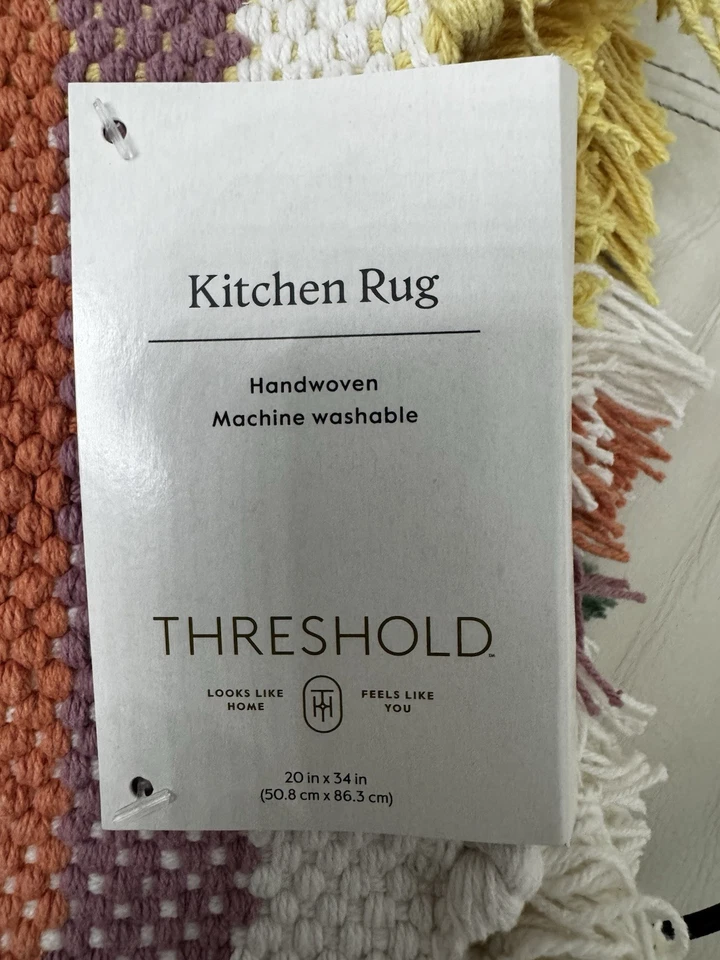 Kitchen Rug
Handwoven
Machine washable
THRESHOLD℠
LOOKS LIKE
HOME
FEELS LIKE
YOU
20 in x 34 in
(50.8 cm x 86.3 cm)